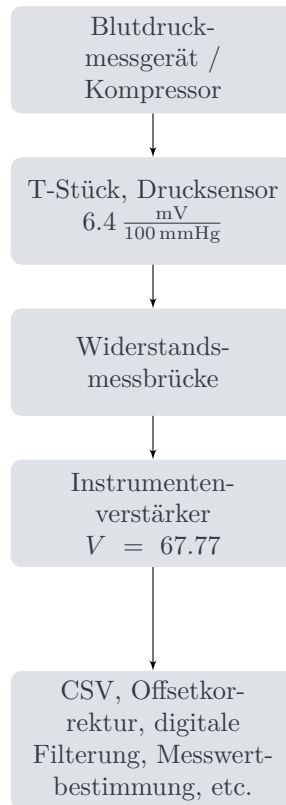 Blutdruck-
messgerät /
Kompressor
T-Stück, Drucksensor
6.4 mV/100 mmHg
Widerstands-
messbrücke
Instrumenten-
verstärker
V = 67.77
CSV, Offsetkor-
rektur, digitale
Filterung, Messwert-
bestimmung, etc.